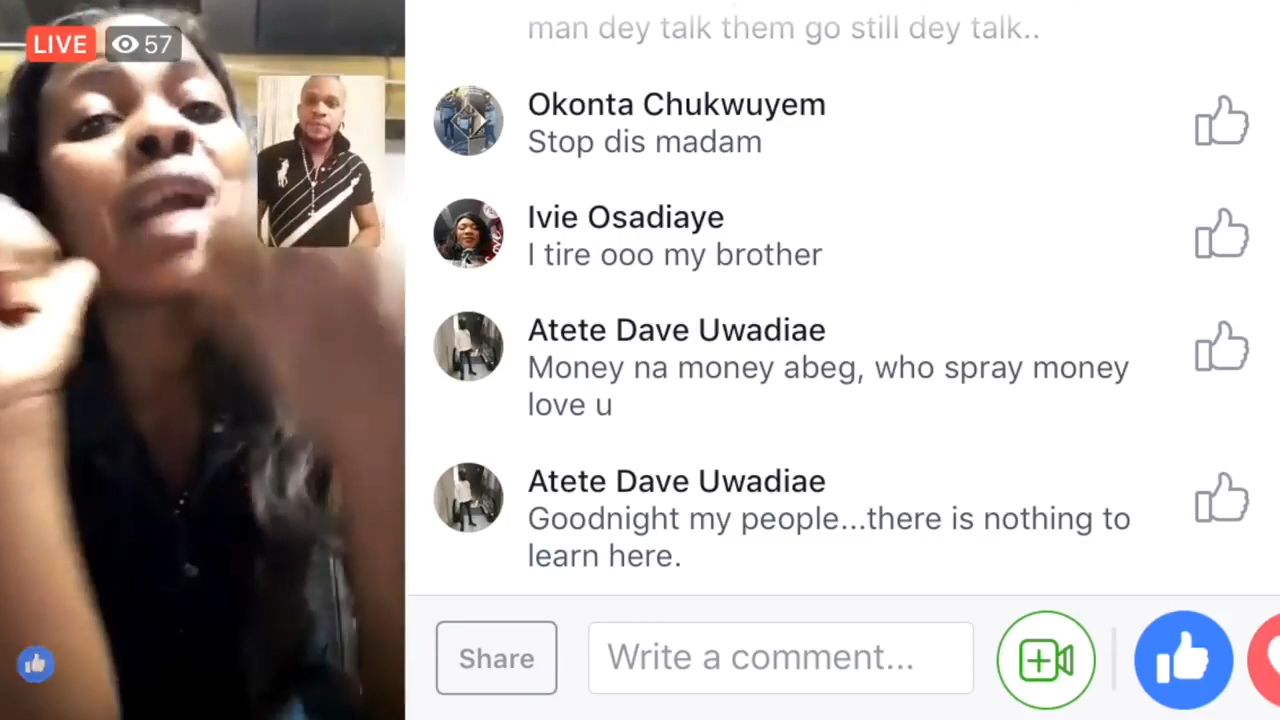 LIVE
57
man dey talk them go still dey talk..
Okonta Chukwuyem
Stop dis madam
Ivie Osadiaye
I tire ooo my brother
Atete Dave Uwadiae
Money na money abeg, who spray money
love u
Atete Dave Uwadiae
Goodnight my people...there is nothing to
learn here.
Share
Write a comment...